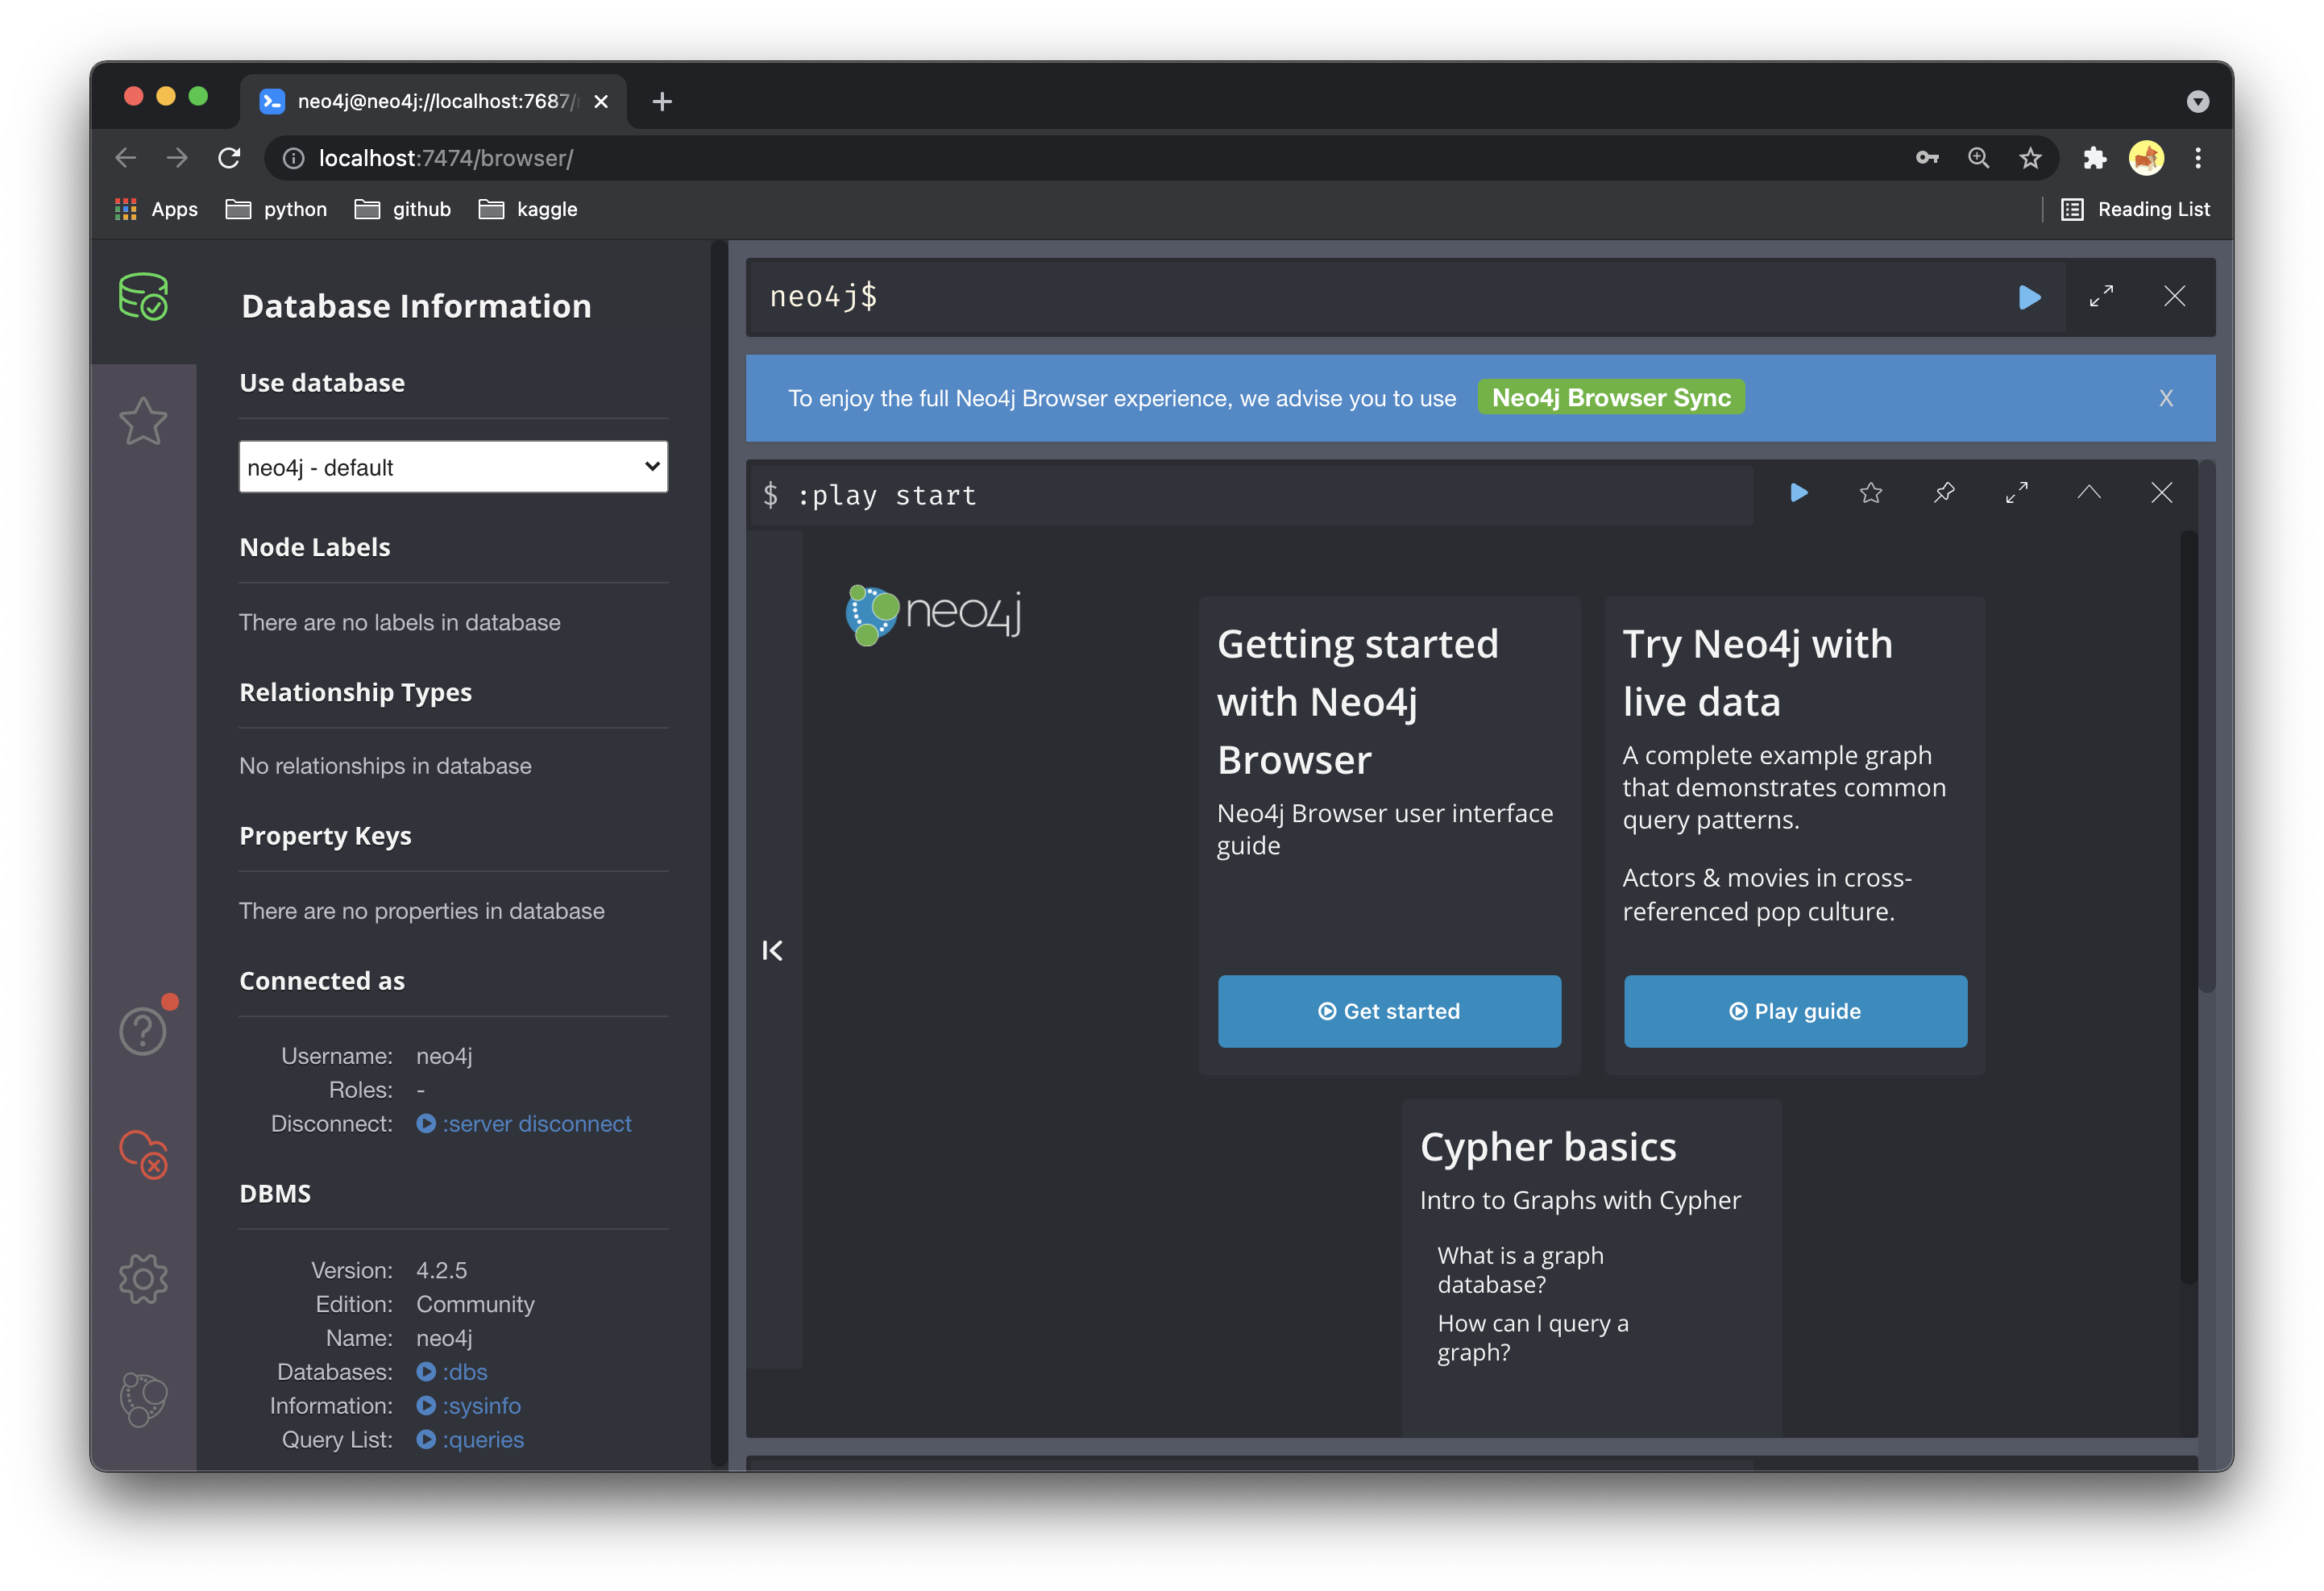 neo4j@neo4j://localhost:7687/
localhost:7474/browser/
Apps
python
github
kaggle
Reading List
Database Information
Use database
neo4j - default
Node Labels
There are no labels in database
Relationship Types
No relationships in database
Property Keys
There are no properties in database
Connected as
Username: neo4j
Roles: -
Disconnect: :server disconnect
DBMS
Version: 4.2.5
Edition: Community
Name: neo4j
Databases: :dbs
Information: :sysinfo
Query List: :queries
neo4j$
To enjoy the full Neo4j Browser experience, we advise you to use Neo4j Browser Sync
X
$ :play start
neo4j
Getting started
with Neo4j
Browser
Neo4j Browser user interface
guide
Get started
Try Neo4j with
live data
A complete example graph
that demonstrates common
query patterns.
Actors & movies in cross-
referenced pop culture.
Play guide
Cypher basics
Intro to Graphs with Cypher
What is a graph
database?
How can I query a
graph?